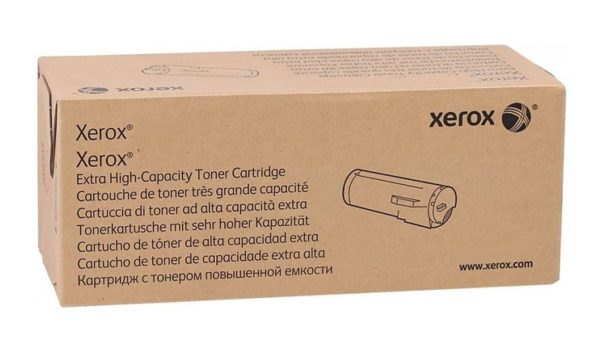 xerox
Xerox®
Xerox®
Extra High-Capacity Toner Cartridge
Cartouche de toner très grande capacité
Cartuccia di toner ad alta capacità extra
Tonerkartusche mit sehr hoher Kapazität
Cartucho de tóner de alta capacidad extra
Cartucho de toner de capacidade extra
Картридж с тонером повышенной емкости
www.xerox.com